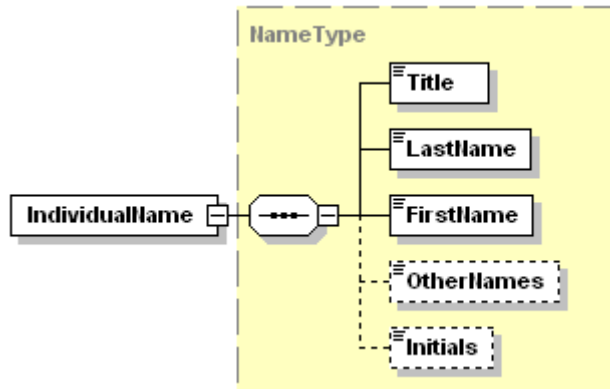 NameType
Title
LastName
IndividualName
FirstName
OtherNames
Initials